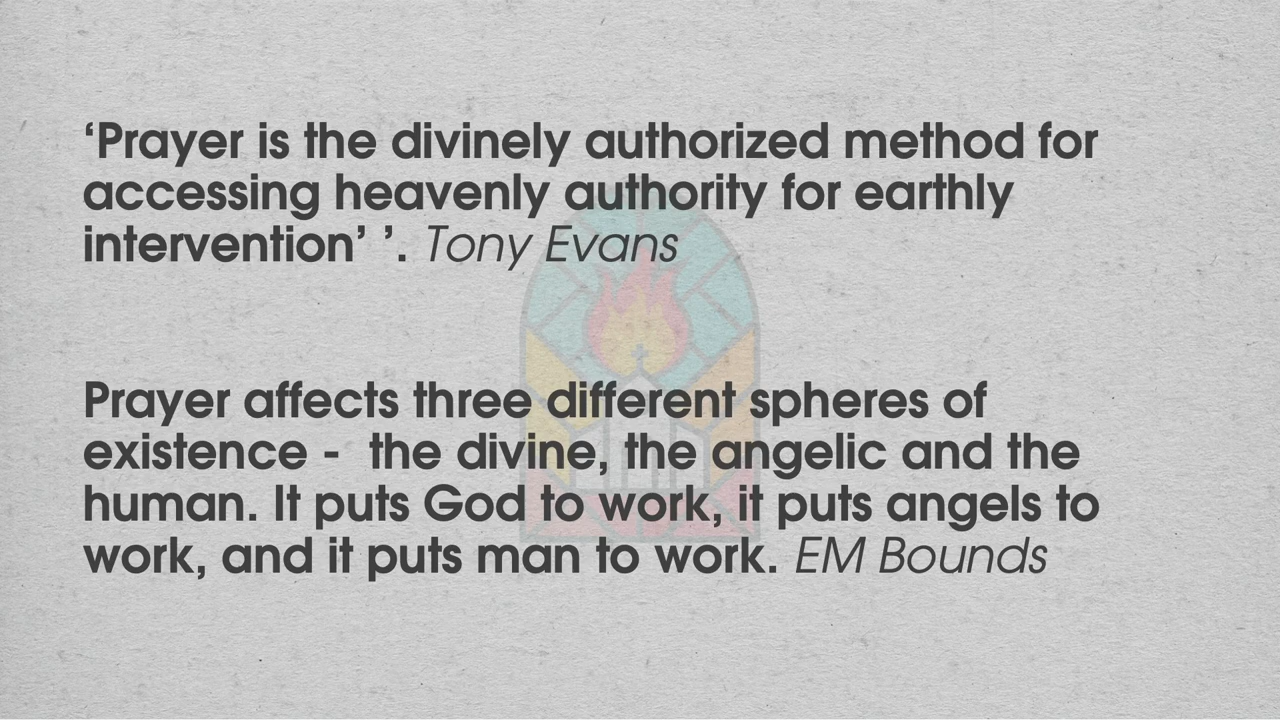 ‘Prayer is the divinely authorized method for
accessing heavenly authority for earthly
intervention’ ’. Tony Evans
Prayer affects three different spheres of
existence -  the divine, the angelic and the
human. It puts God to work, it puts angels to
work, and it puts man to work. EM Bounds